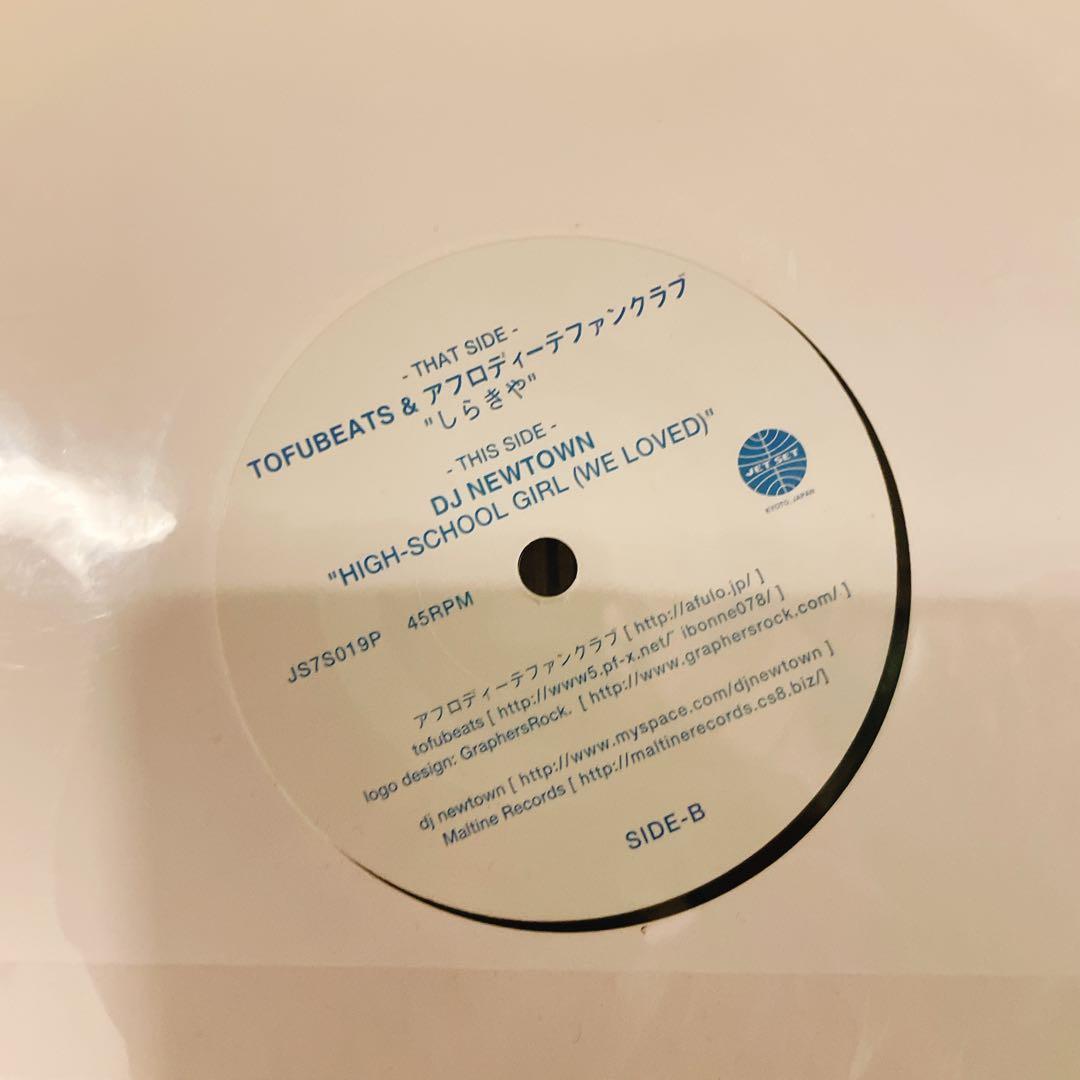 - THAT SIDE -
TOFUBEATS & アフロディーテファンクラブ
"しらきや"
- THIS SIDE -
DJ NEWTOWN
"HIGH-SCHOOL GIRL (WE LOVED)"
JET SET
KYOTO, JAPAN
JS7S019P 45RPM
アフロディーテファンクラブ [ http://afulo.jp/ ]
tofubeats [ http://www5.pf-x.net/~ibonne078/ ]
logo design: GraphersRock. [ http://www.graphersrock.com/ ]
dj newtown [ http://www.myspace.com/djnewtown ]
Maltine Records [ http://maltinerecords.cs8.biz/]
SIDE-B